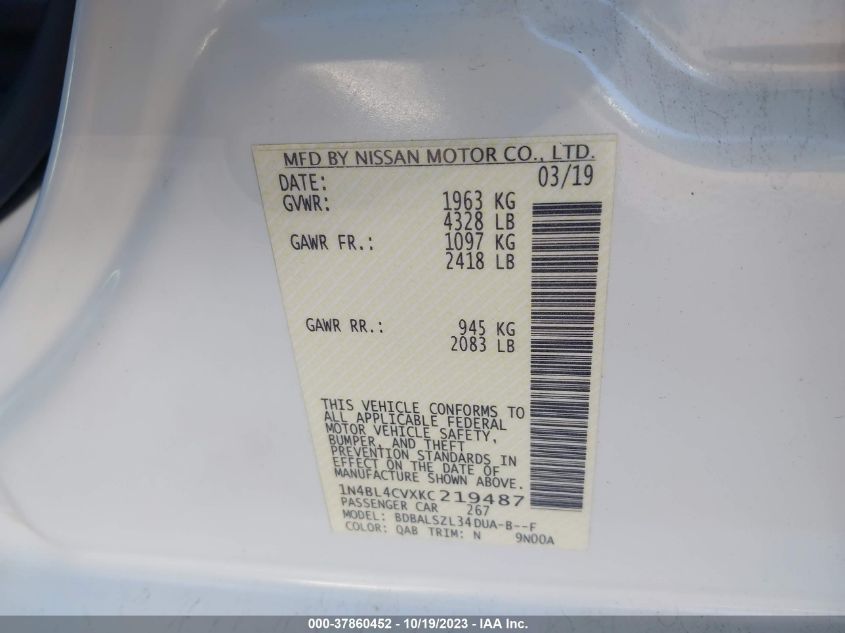 MFD BY NISSAN MOTOR CO., LTD.
DATE: 03/19
GVWR: 1963 KG
4328 LB
GAWR FR.: 1097 KG
2418 LB
GAWR RR.: 945 KG
2083 LB
THIS VEHICLE CONFORMS TO
ALL APPLICABLE FEDERAL
MOTOR VEHICLE SAFETY,
BUMPER, AND THEFT
PREVENTION STANDARDS IN
EFFECT ON THE DATE OF
MANUFACTURE SHOWN ABOVE.
1N4BL4CVXKC219487
PASSENGER CAR 267
MODEL: BDBALSZL34DUA-B--F
COLOR: QAB TRIM: N 9N00A
000-37860452 - 10/19/2023 - IAA Inc.